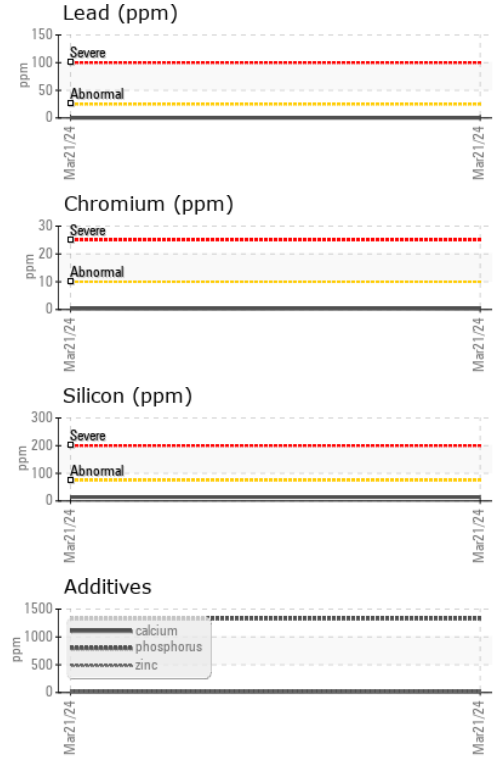 Lead (ppm)
150
100
50
0
ppm
Severe
Abnormal
Mar21/24
Mar21/24
Chromium (ppm)
30
20
10
0
ppm
Severe
Abnormal
Mar21/24
Mar21/24
Silicon (ppm)
300
200
100
0
ppm
Severe
Abnormal
Mar21/24
Mar21/24
Additives
1500
1000
500
0
ppm
calcium
phosphorus
zinc
Mar21/24
Mar21/24